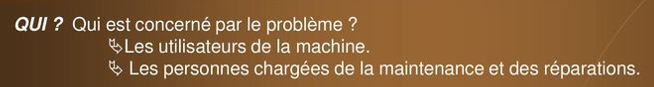 QUI ? Qui est concerné par le problème ?
⮱Les utilisateurs de la machine.
⮱ Les personnes chargées de la maintenance et des réparations.